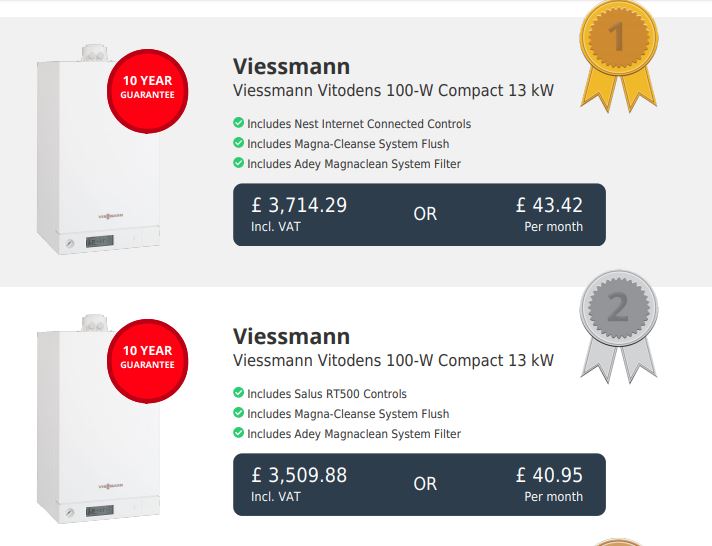 1
10 YEAR
GUARANTEE
Viessmann
Viessmann Vitodens 100-W Compact 13 kW
Includes Nest Internet Connected Controls
Includes Magna-Cleanse System Flush
Includes Adey Magnaclean System Filter
VIESMANN
£ 3,714.29 OR £ 43.42
Incl. VAT Per month
2
10 YEAR
GUARANTEE
Viessmann
Viessmann Vitodens 100-W Compact 13 kW
Includes Salus RT500 Controls
Includes Magna-Cleanse System Flush
Includes Adey Magnaclean System Filter
£ 3,509.88 OR £ 40.95
Incl. VAT Per month